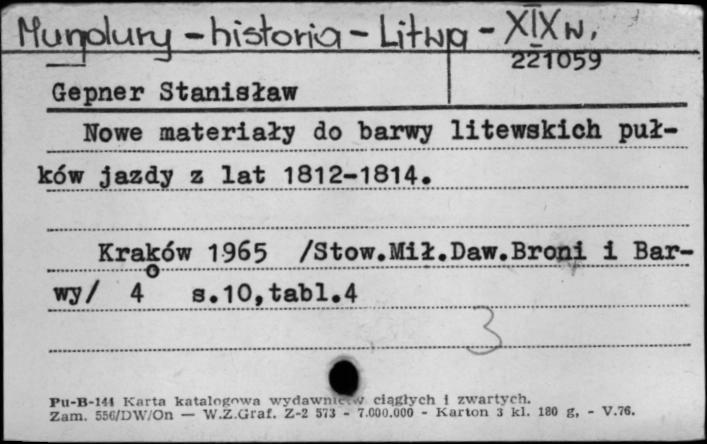 Mundury - historia - Litwa - XIX w.
221059
Gepner Stanisław
Nowe materiały do barwy litewskich puł-
ków jazdy z lat 1812-1814.
Kraków 1965 /Stow.Mił.Daw.Broni i Bar-
wy/ 4° s.10,tabl.4
3
Pu-B-144 Karta katalogowa wydawnictw ciągłych i zwartych.
Zam. 556/DW/On — W.Z.Graf. Z-2 573 - 7.000.000 - Karton 3 kl. 180 g, - V.76.